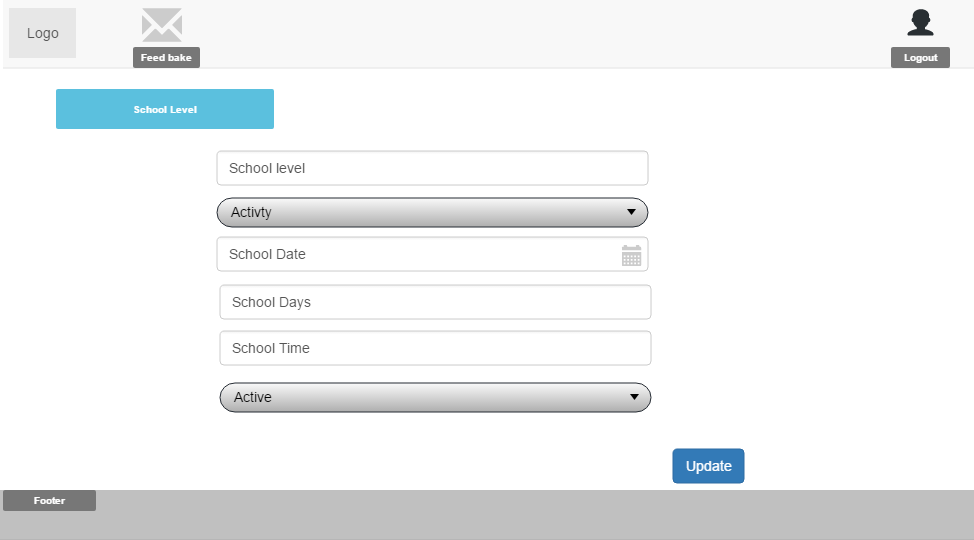 Logo
Feed bake
Logout
School Level
School level
Activty
School Date
School Days
School Time
Active
Update
Footer